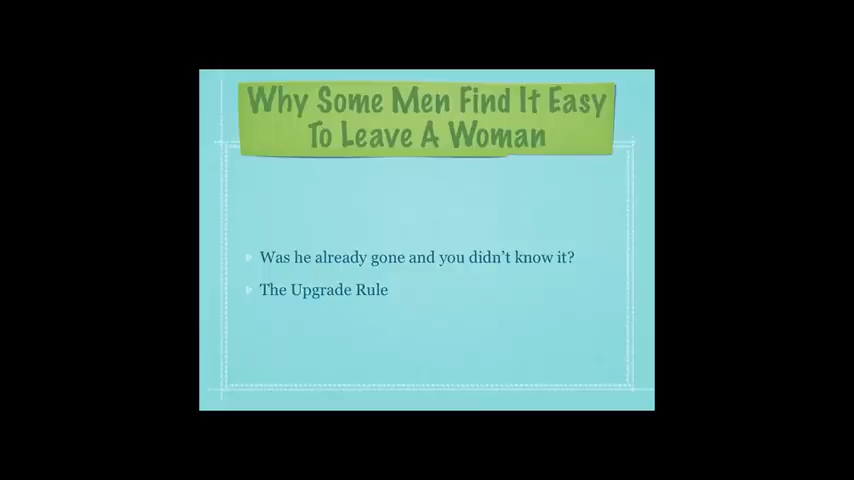 Why Some Men Find It Easy
To Leave A Woman
Was he already gone and you didn't know it?
The Upgrade Rule